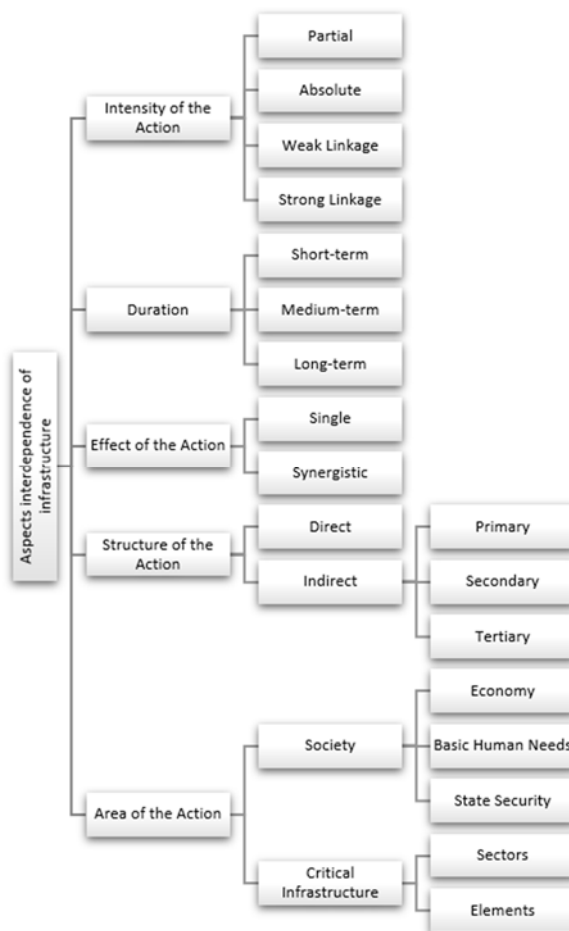 Aspects interdependence of
infrastructure
Intensity of the
Action
Partial
Absolute
Weak Linkage
Strong Linkage
Duration
Short-term
Medium-term
Long-term
Effect of the Action
Single
Synergistic
Structure of the
Action
Direct
Indirect
Primary
Secondary
Tertiary
Area of the Action
Society
Economy
Basic Human Needs
State Security
Critical
Infrastructure
Sectors
Elements